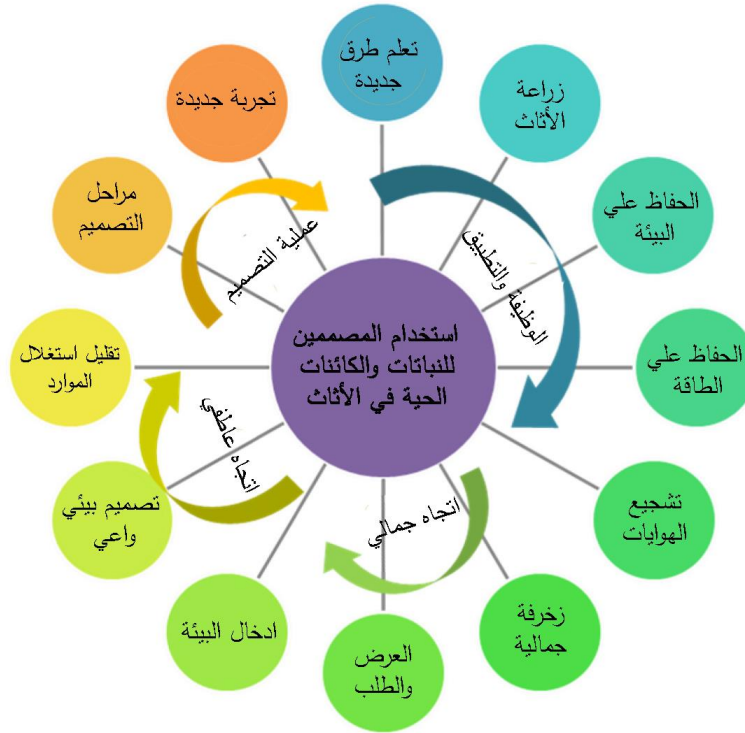 تعلم طرق
جديدة
زراعة
الأثاث
الحفاظ علي
البيئة
الحفاظ علي
الطاقة
تشجيع
الهوايات
زخرفة
جمالية
العرض
والطلب
ادخال البيئة
تصميم بيئي
واعي
تقليل استغلال
الموارد
مراحل
التصميم
تجربة جديدة
الوظيفة والتطبيق
اتجاه جمالي
اتجاه عاطفي
عملية التصميم
استخدام المصممين
للنباتات والكائنات
الحية في الأثاث